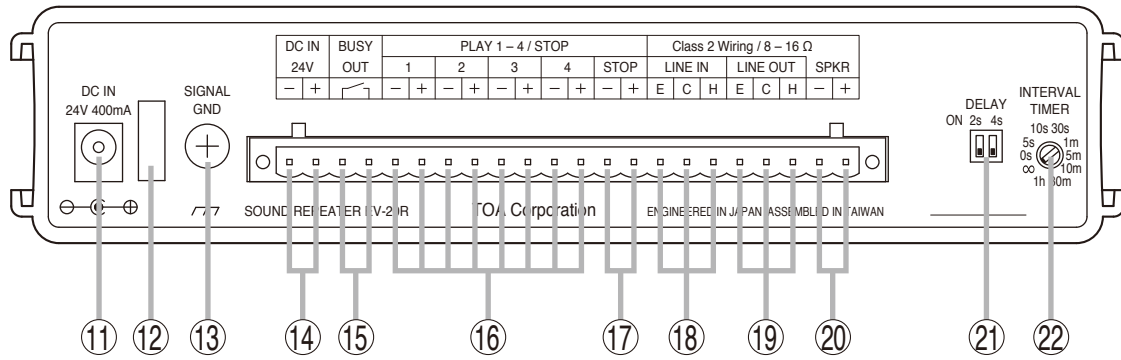 DC IN BUSY PLAY 1 – 4 / STOP Class 2 Wiring / 8 – 16 Ω
24V OUT 1 2 3 4 STOP LINE IN LINE OUT SPKR
− + − + − + − + − + − + E C H E C H − +
DC IN
24V 400mA
SIGNAL
GND
DELAY
ON 2s 4s
INTERVAL
TIMER
10s 30s
5s 1m
0s 5m
∞ 10m
1h 30m
SOUND REPEATER EV-20R TOA Corporation ENGINEERED IN JAPAN ASSEMBLED IN TAIWAN
⑪ ⑫ ⑬ ⑭ ⑮ ⑯ ⑰ ⑱ ⑲ ⑳ ㉑ ㉒